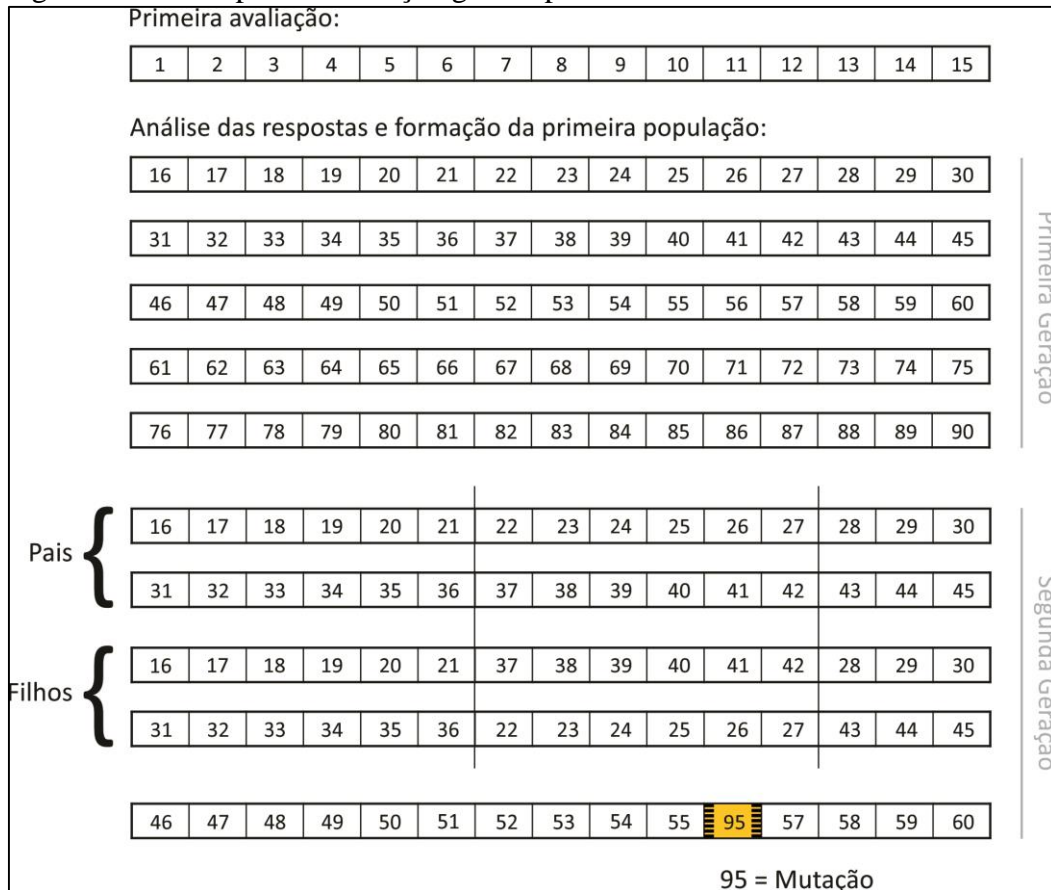 Primeira avaliação:
1 2 3 4 5 6 7 8 9 10 11 12 13 14 15
Análise das respostas e formação da primeira população:
16 17 18 19 20 21 22 23 24 25 26 27 28 29 30
31 32 33 34 35 36 37 38 39 40 41 42 43 44 45
46 47 48 49 50 51 52 53 54 55 56 57 58 59 60
61 62 63 64 65 66 67 68 69 70 71 72 73 74 75
76 77 78 79 80 81 82 83 84 85 86 87 88 89 90
Primeira Geração
Pais
16 17 18 19 20 21 22 23 24 25 26 27 28 29 30
31 32 33 34 35 36 37 38 39 40 41 42 43 44 45
Filhos
16 17 18 19 20 21 37 38 39 40 41 42 28 29 30
31 32 33 34 35 36 22 23 24 25 26 27 43 44 45
46 47 48 49 50 51 52 53 54 55 95 57 58 59 60
Segunda Geração
95 = Mutação